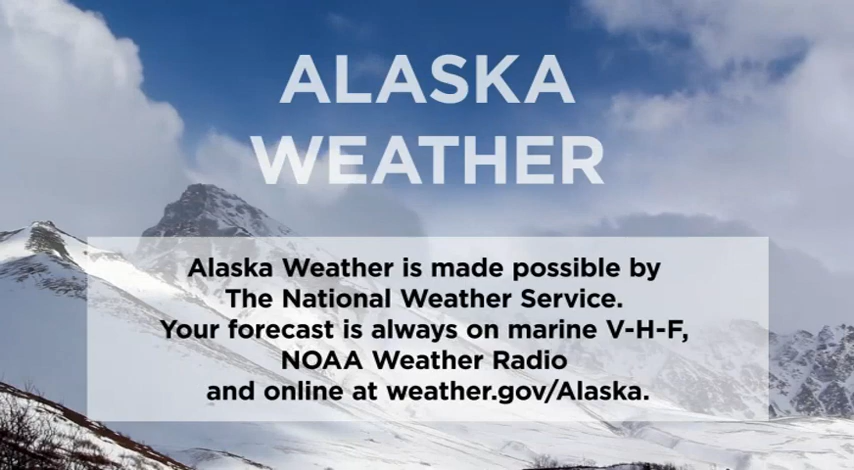 ALASKA
WEATHER
Alaska Weather is made possible by
The National Weather Service.
Your forecast is always on marine V-H-F,
NOAA Weather Radio
and online at weather.gov/Alaska.